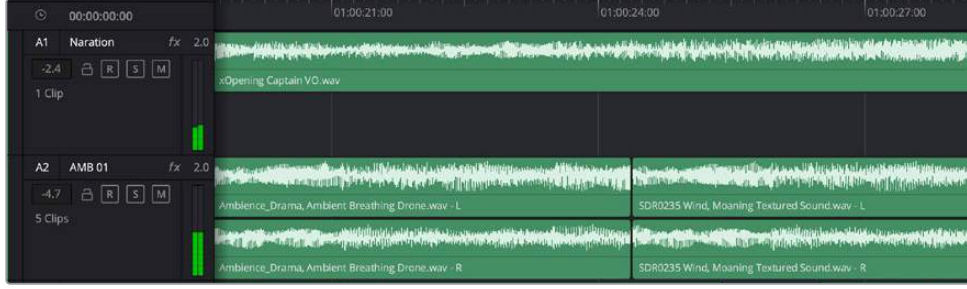 00:00:00:00
01:00:21:00
01:00:24:00
01:00:27:00
A1 Naration fx 2.0
-2.4 R S M
1 Clip
xOpening Captain VO.wav
A2 AMB 01 fx 2.0
-4.7 R S M
5 Clips
Ambience_Drama, Ambient Breathing Drone.wav - L
SDR0235 Wind, Moaning Textured Sound.wav - L
Ambience_Drama, Ambient Breathing Drone.wav - R
SDR0235 Wind, Moaning Textured Sound.wav - R